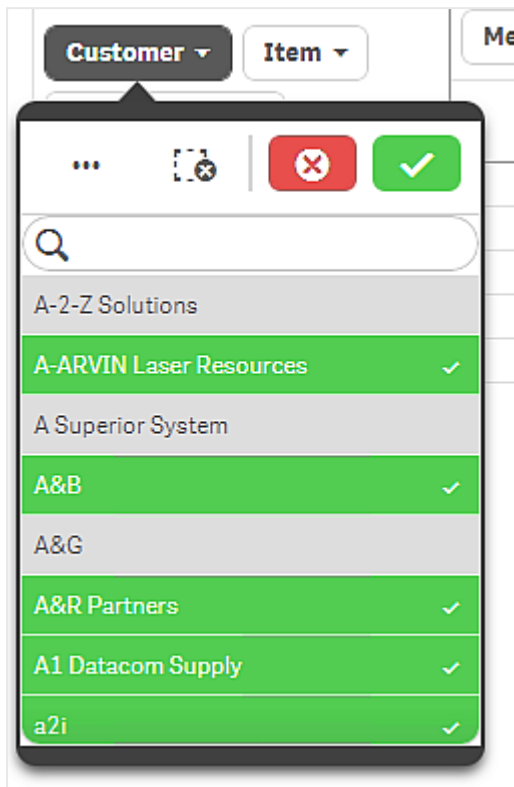 Customer Item Me
A-2-Z Solutions
A-ARVIN Laser Resources
A Superior System
A&B
A&G
A&R Partners
A1 Datacom Supply
a2i